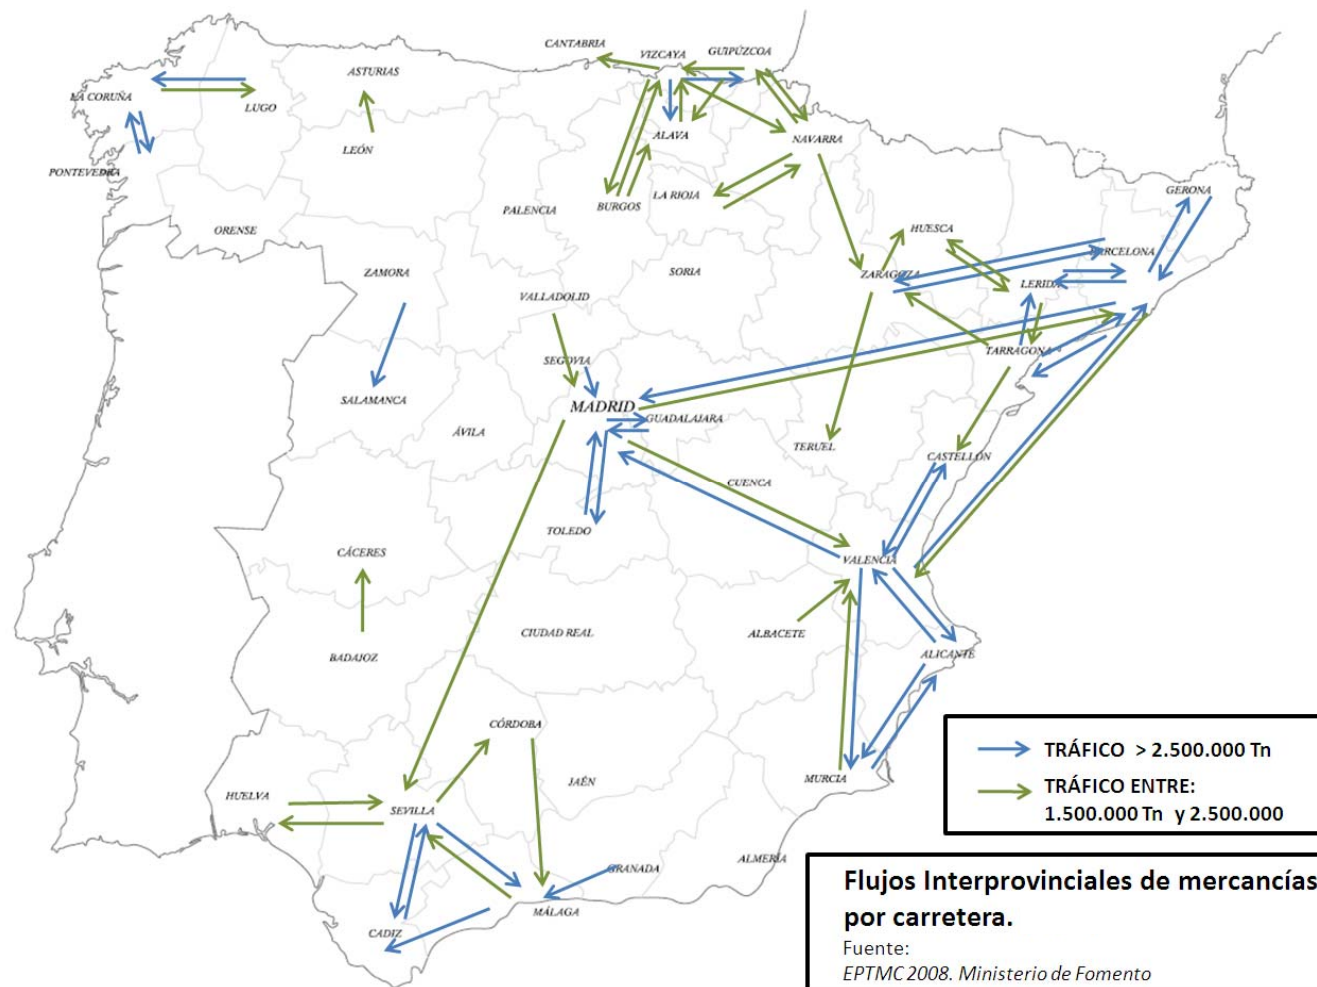 CANTABRIA
VIZCAYA
GUIPÚZCOA
ASTURIAS
LA CORUÑA
LUGO
ALAVA
NAVARRA
LEÓN
PONTEVEDRA
LA RIOJA
GERONA
BURGOS
PALENCIA
ORENSE
HUESCA
BARCELONA
ZAMORA
SORIA
ZARAGOZA
LERIDA
VALLADOLID
TARRAGONA
SEGOVIA
SALAMANCA
MADRID
GUADALAJARA
ÁVILA
TERUEL
CASTELLÓN
CUENCA
TOLEDO
CÁCERES
VALENCIA
CIUDAD REAL
ALBACETE
BADAJOZ
ALICANTE
CÓRDOBA
JAÉN
MURCIA
HUELVA
SEVILLA
ALMERÍA
GRANADA
MÁLAGA
CADIZ
TRÁFICO > 2.500.000 Tn
TRÁFICO ENTRE:
1.500.000 Tn y 2.500.000
Flujos Interprovinciales de mercancías
por carretera.
Fuente:
EPTMC 2008. Ministerio de Fomento